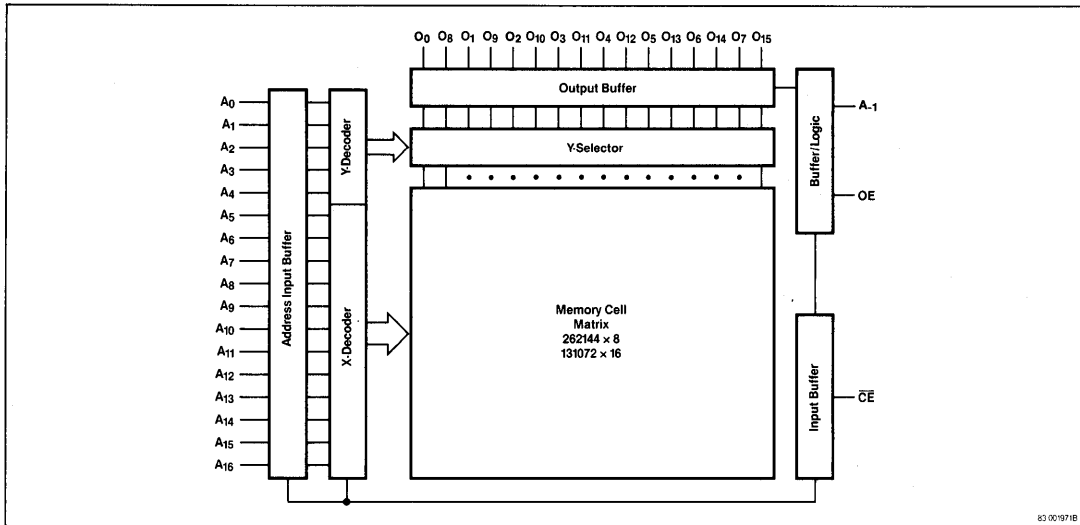 O0 O8 O1 O9 O2 O10 O3 O11 O4 O12 O5 O13 O6 O14 O7 O15
Output Buffer
Y-Selector
A0
A1
A2
A3
A4
A5
A6
A7
A8
A9
A10
A11
A12
A13
A14
A15
A16
Address Input Buffer
Y-Decoder
X-Decoder
Memory Cell
Matrix
262144 × 8
131072 × 16
Buffer/Logic
A-1
OE
Input Buffer
C̅E̅
83 001971B